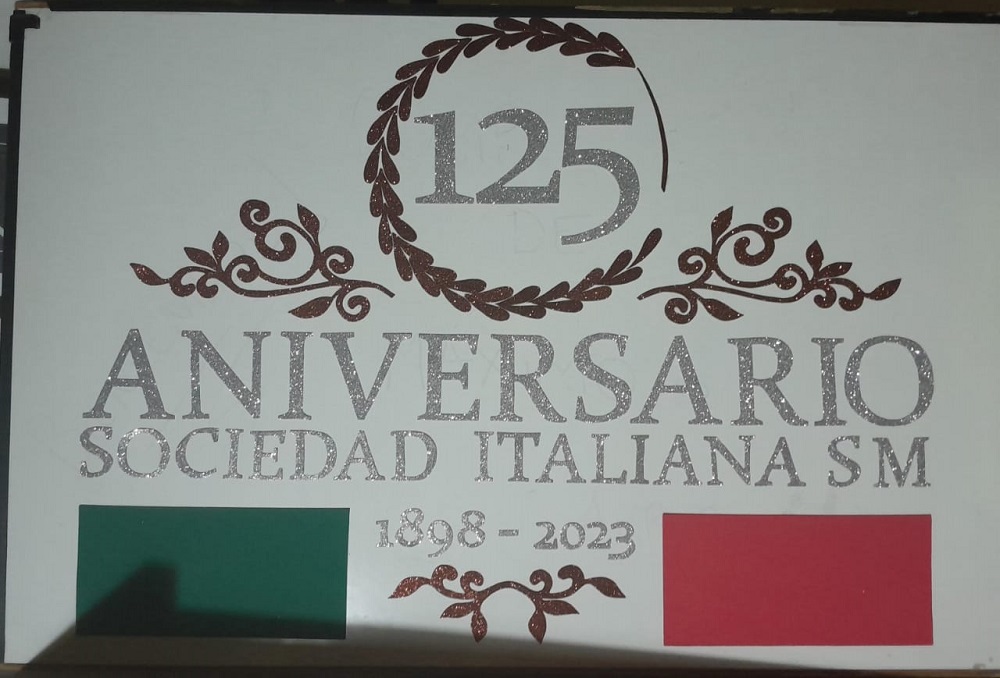 125
ANIVERSARIO
SOCIEDAD ITALIANA SM
1898 - 2023